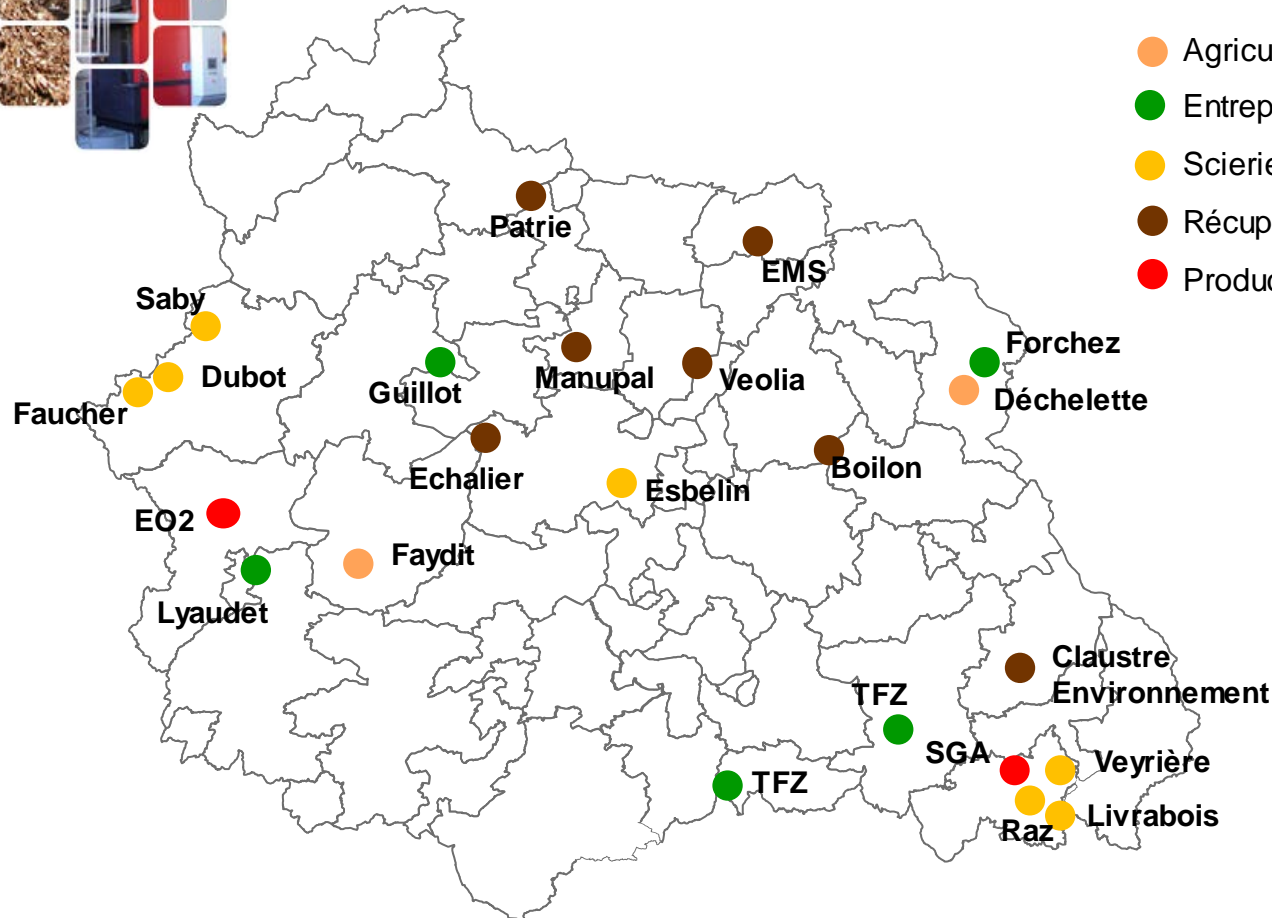 Agricu
Entrep
Scierie
Récup
Produc
Patrie
EMS
Saby
Dubot
Faucher
Guillot
Manupal
Veolia
Forchez
Déchelette
Echalier
Esbelin
Boilon
EO2
Faydit
Lyaudet
Claustre
Environnement
TFZ
SGA
Veyrière
TFZ
Raz
Livrabois